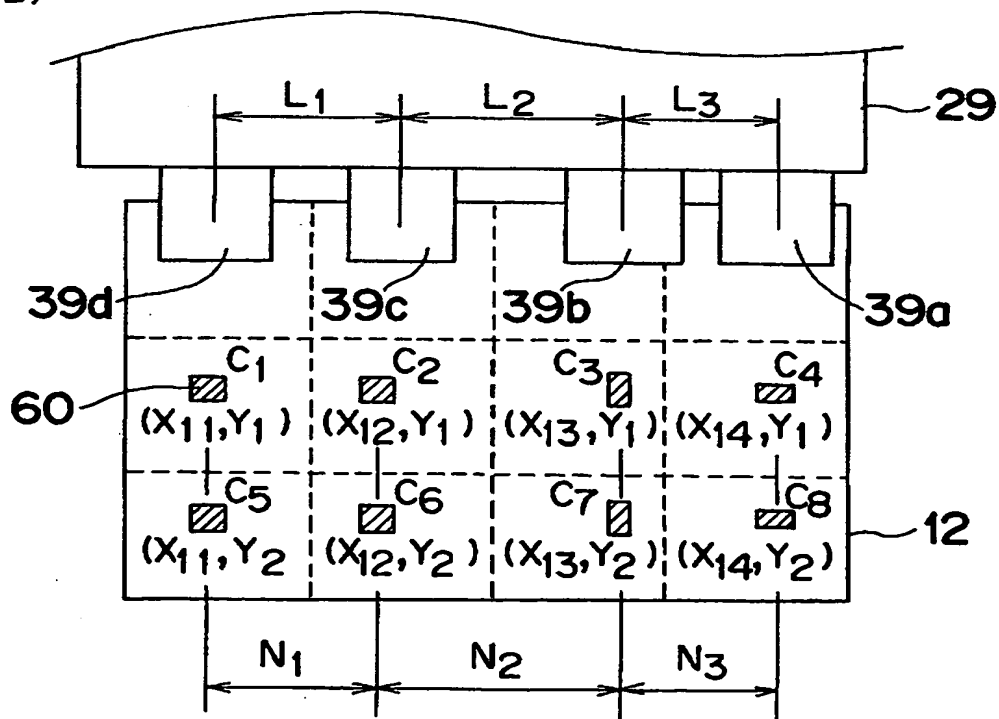 L1 L2 L3 29
39d 39c 39b 39a
C1 C2 C3 C4
60
(X11,Y1) (X12,Y1) (X13,Y1) (X14,Y1)
C5 C6 C7 C8
12
(X11,Y2) (X12,Y2) (X13,Y2) (X14,Y2)
N1 N2 N3